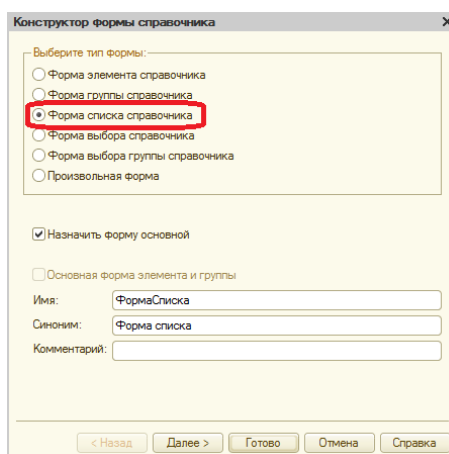 Конструктор формы справочника
Выберите тип формы:
Форма элемента справочника
Форма группы справочника
Форма списка справочника
Форма выбора справочника
Форма выбора группы справочника
Произвольная форма
Назначить форму основной
Основная форма элемента и группы
Имя: ФормаСписка
Синоним: Форма списка
Комментарий:
< Назад Далее > Готово Отмена Справка